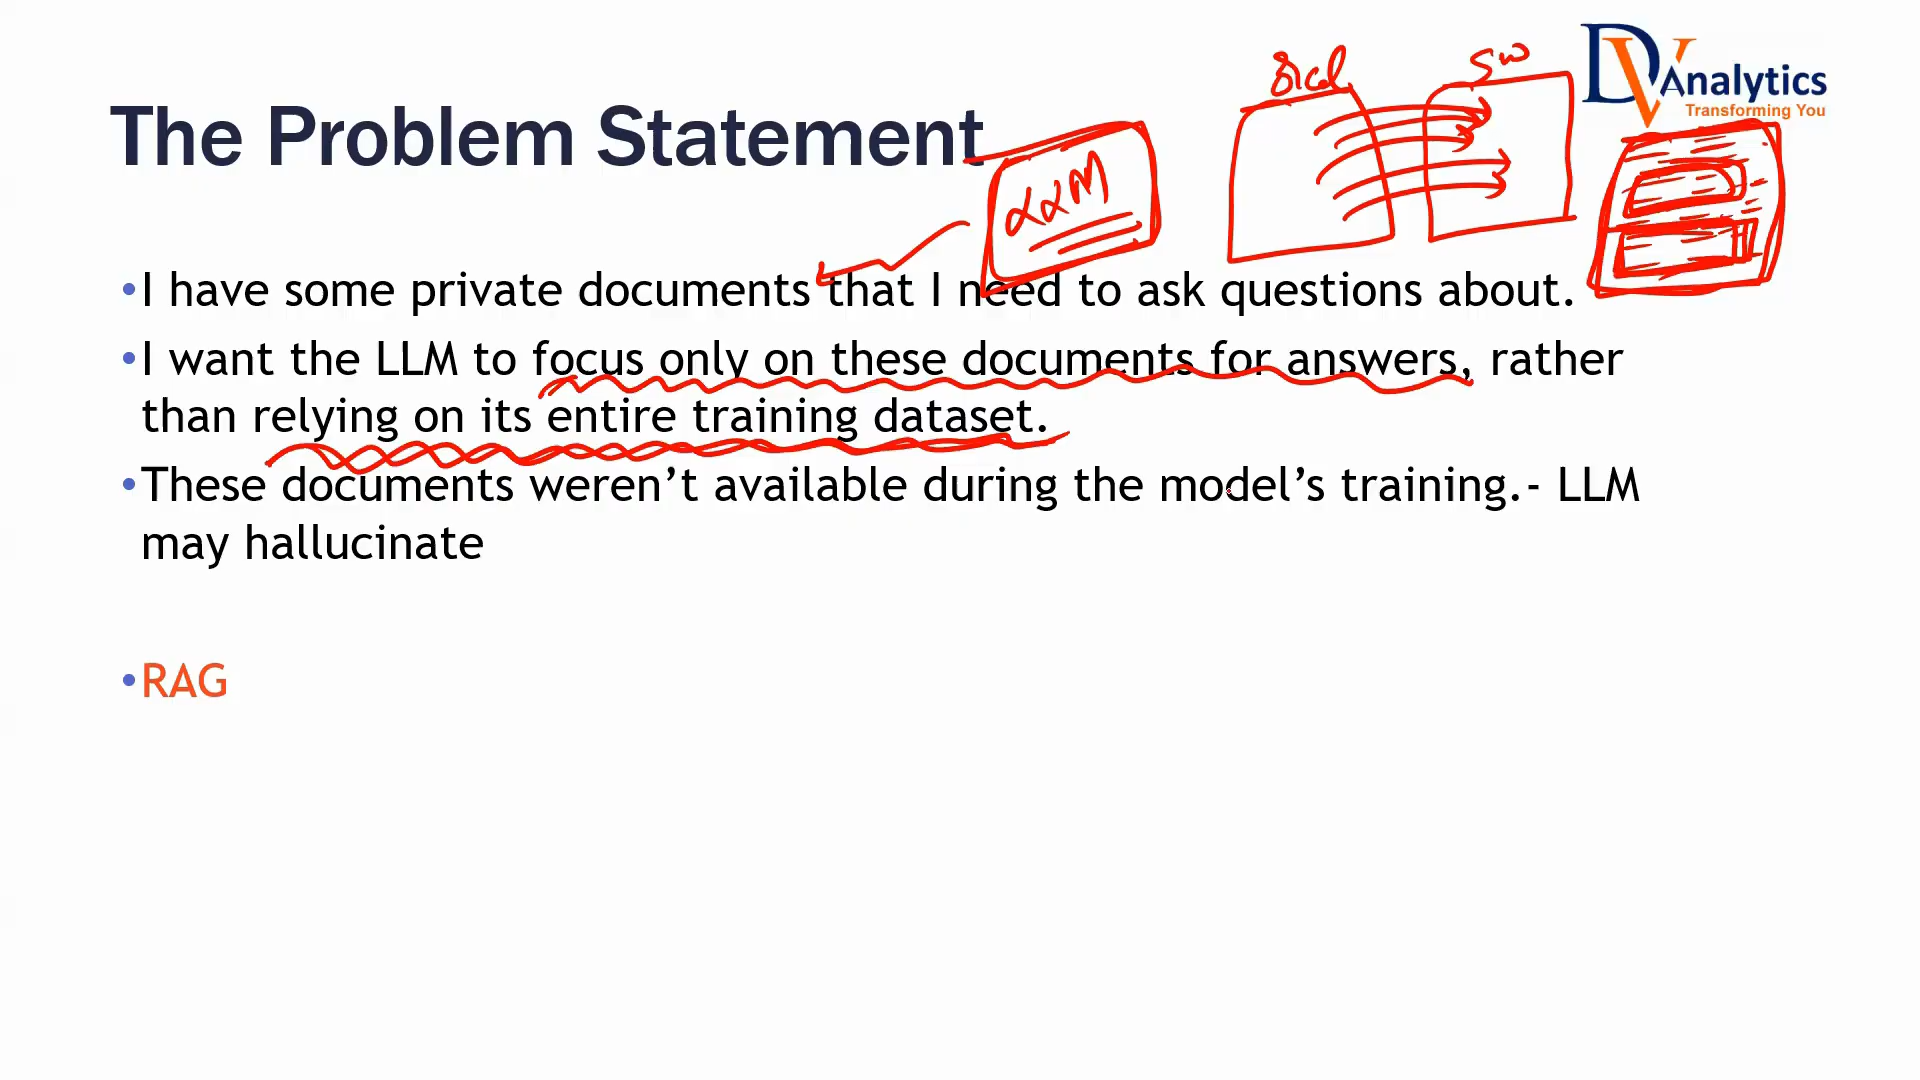 DV Analytics
Transforming You
The Problem Statement
LLM
SW
•I have some private documents that I need to ask questions about.
•I want the LLM to focus only on these documents for answers, rather
than relying on its entire training dataset.
•These documents weren’t available during the model’s training.- LLM
may hallucinate
•RAG